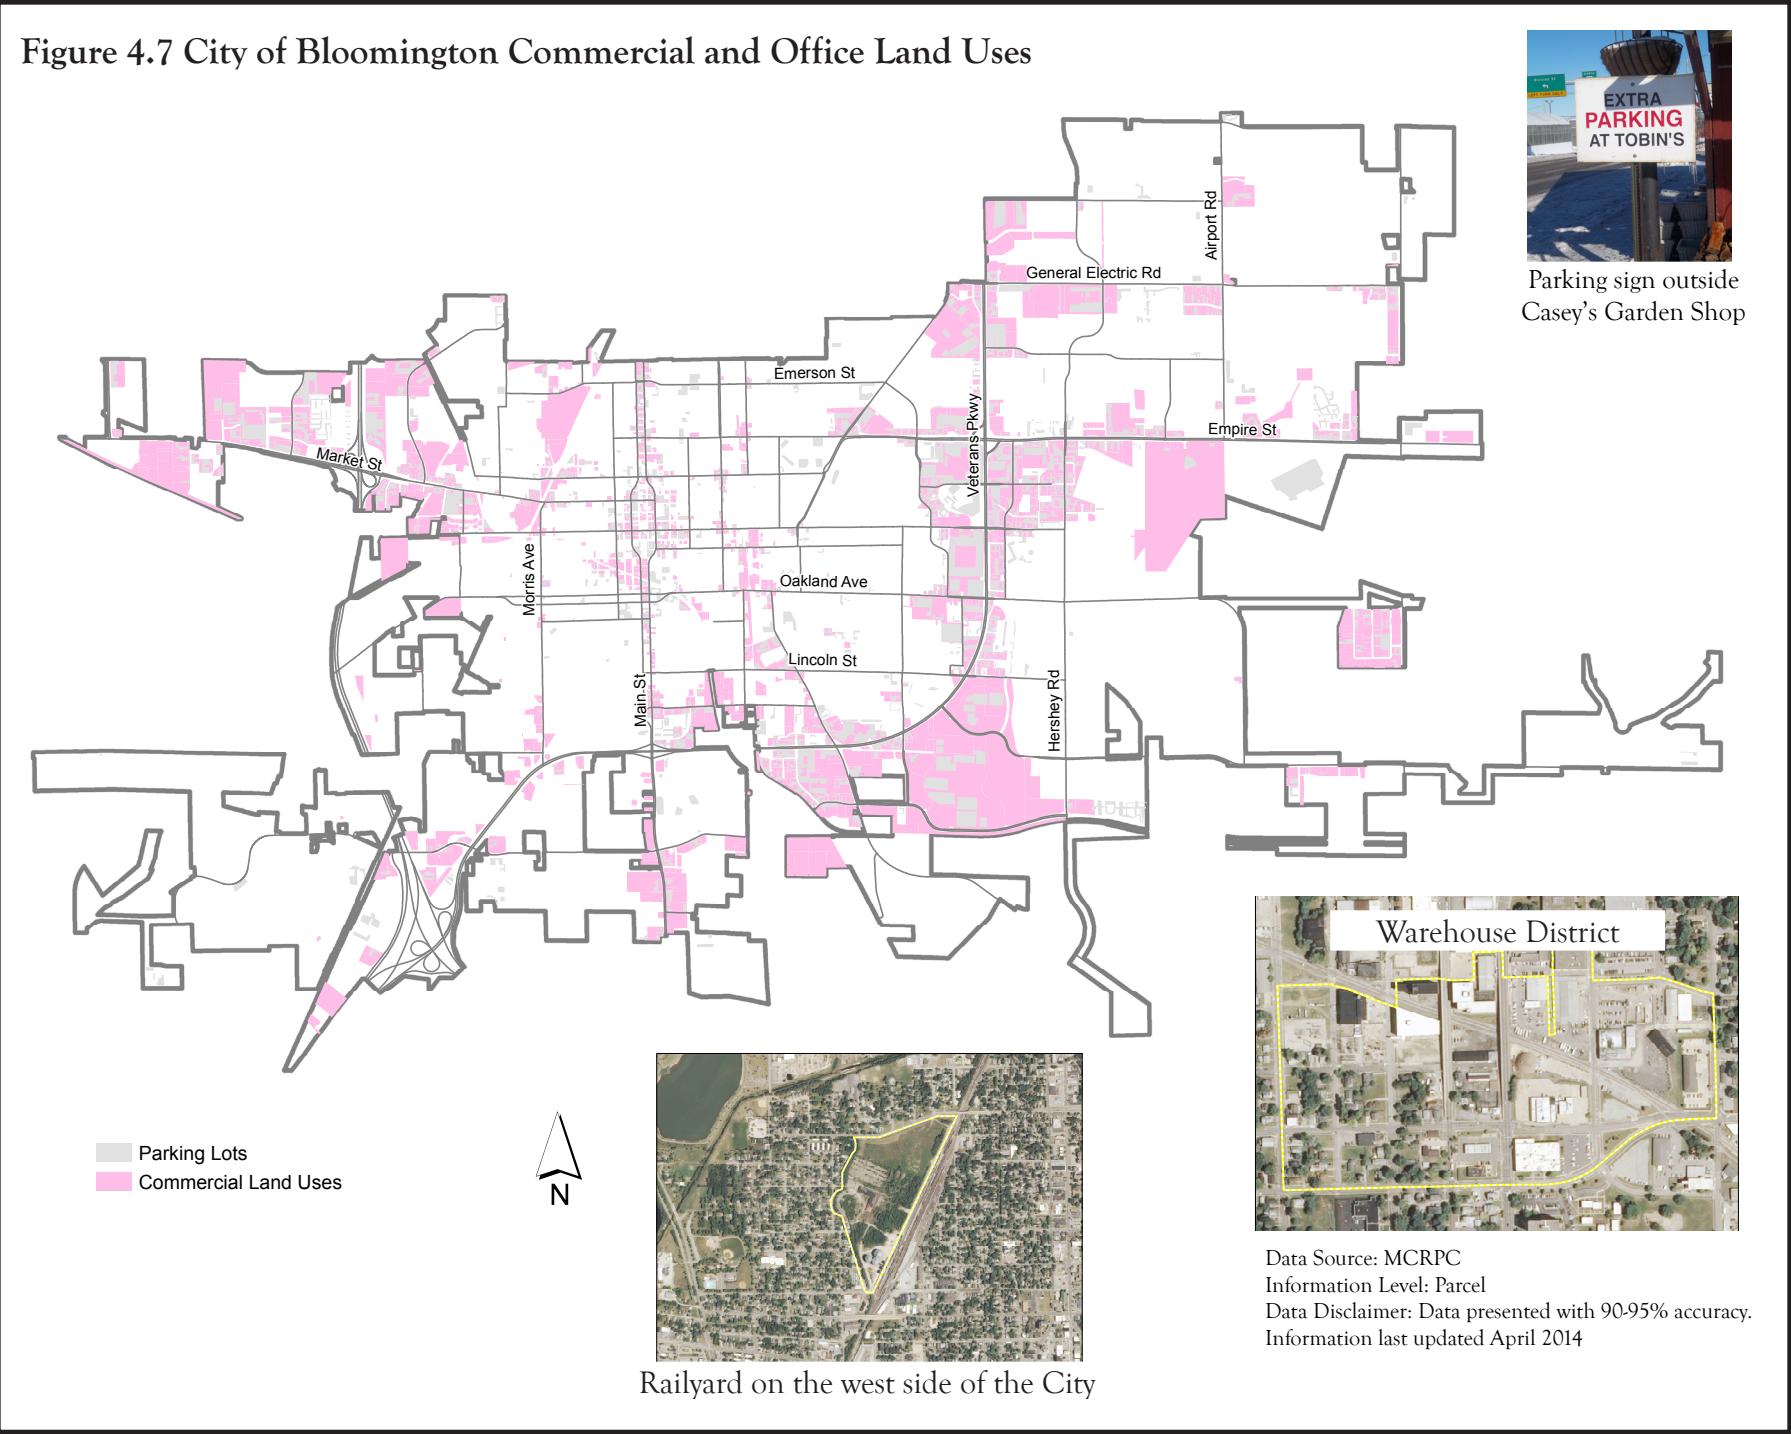 Figure 4.7 City of Bloomington Commercial and Office Land Uses
EXTRA
PARKING
AT TOBIN'S
Parking sign outside
Casey's Garden Shop
Airport Rd
General Electric Rd
Emerson St
Veterans Pkwy
Empire St
Market St
Morris Ave
Oakland Ave
Lincoln St
Main St
Hershey Rd
Warehouse District
Parking Lots
Commercial Land Uses
N
Railyard on the west side of the City
Data Source: MCRPC
Information Level: Parcel
Data Disclaimer: Data presented with 90-95% accuracy.
Information last updated April 2014